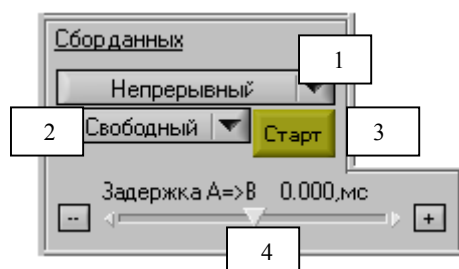 Сбор данных
1
Непрерывный
2
Свободный
Старт
3
Задержка A=>B 0.000,мс
--
+
4